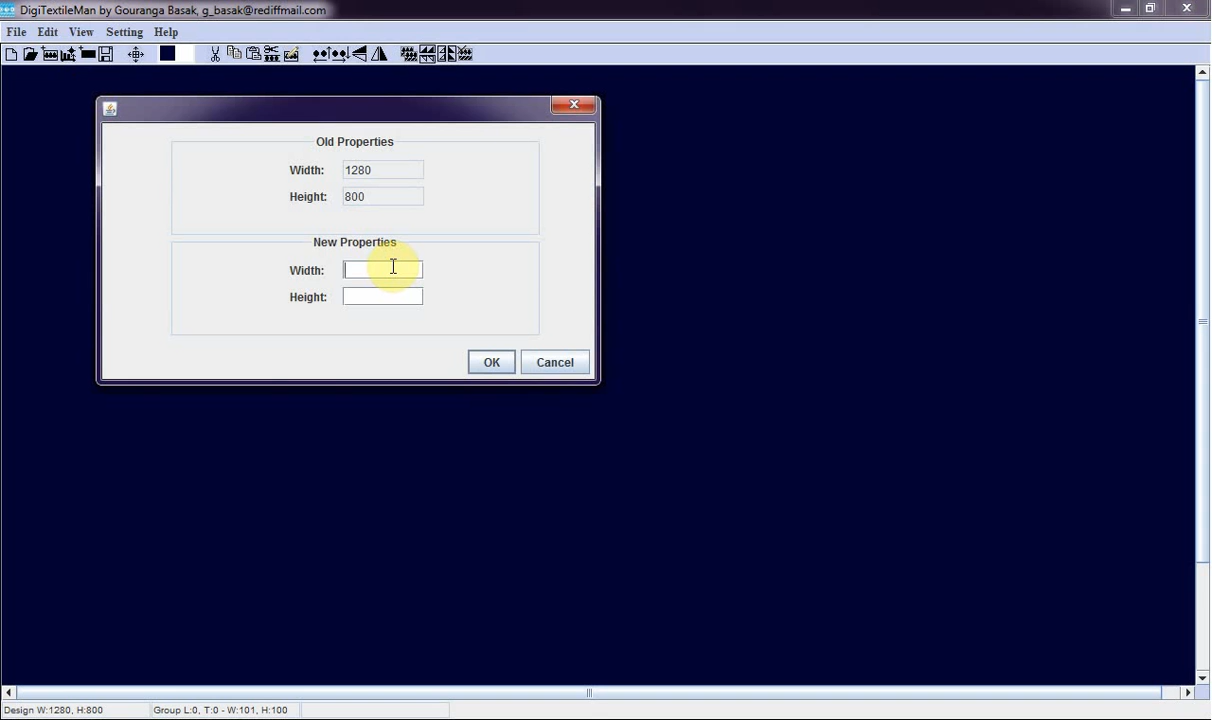 DigiTextileMan by Gouranga Basak, g_basak@rediffmail.com
File Edit View Setting Help
Old Properties
Width: 1280
Height: 800
New Properties
Width:
Height:
OK Cancel
Design W:1280, H:800 Group L:0, T:0 - W:101, H:100